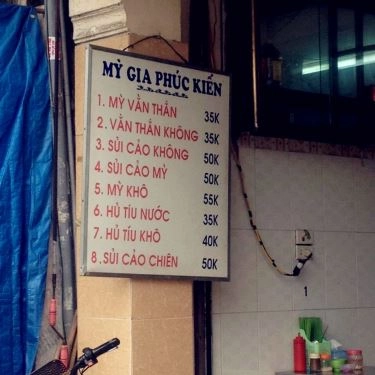 MỲ GIA PHÚC KIẾN
1. MỲ VẰN THẮN 35K
2. VẰN THẮN KHÔNG 35K
3. SỦI CẢO KHÔNG 50K
4. SỦI CẢO MỲ 50K
5. MỲ KHÔ 55K
6. HỦ TÍU NƯỚC 35K
7. HỦ TÍU KHÔ 40K
8. SỦI CẢO CHIÊN 50K
1